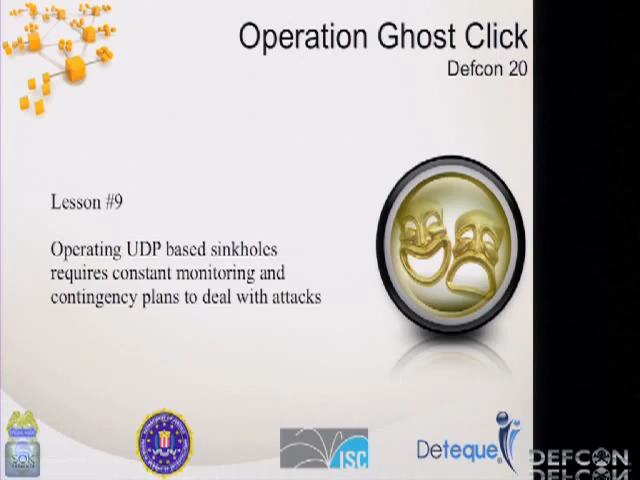 Operation Ghost Click
Defcon 20
Lesson #9
Operating UDP based sinkholes
requires constant monitoring and
contingency plans to deal with attacks
ISC
Deteque
DEFCON